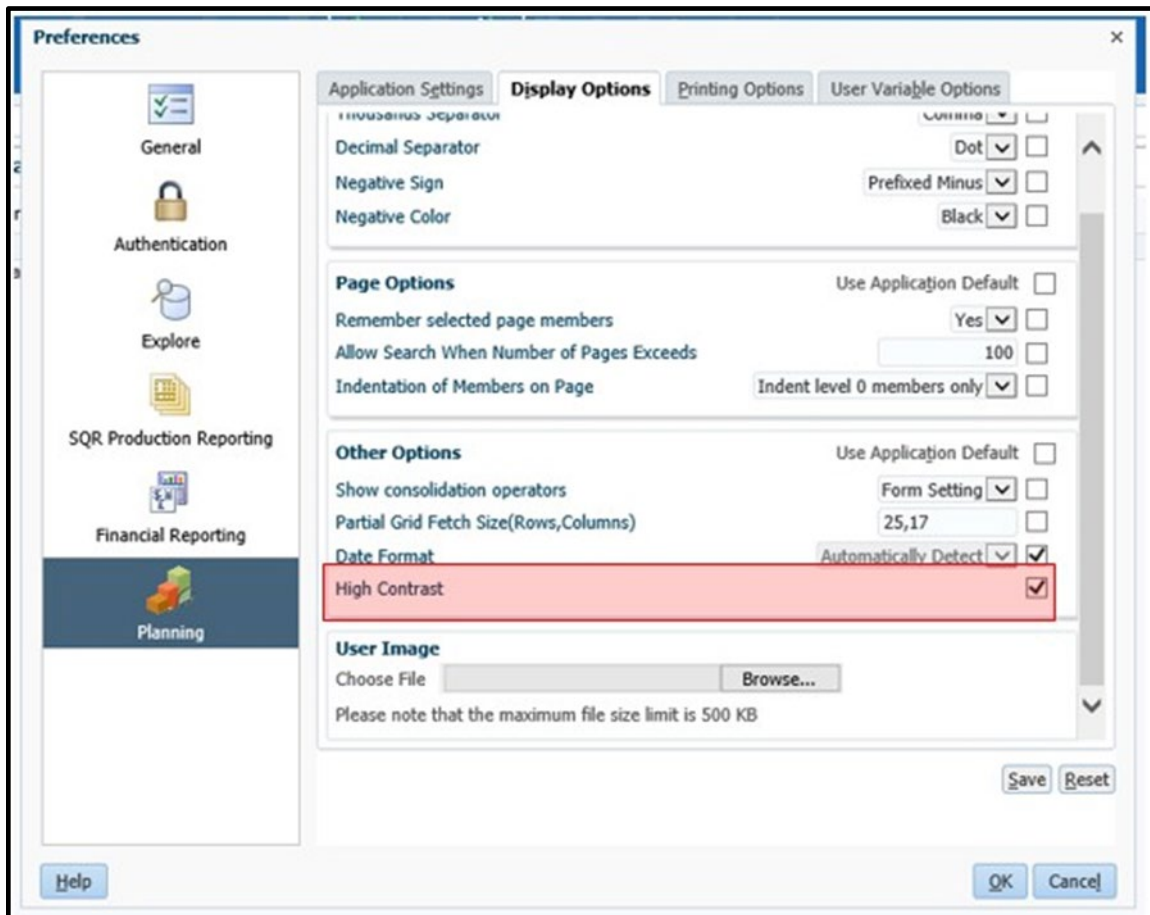 Preferences
General
Authentication
Explore
SQR Production Reporting
Financial Reporting
Planning
Application Settings Display Options Printing Options User Variable Options
Thousands Separator Comma
Decimal Separator Dot
Negative Sign Prefixed Minus
Negative Color Black
Page Options Use Application Default
Remember selected page members Yes
Allow Search When Number of Pages Exceeds 100
Indentation of Members on Page Indent level 0 members only
Other Options Use Application Default
Show consolidation operators Form Setting
Partial Grid Fetch Size(Rows,Columns) 25,17
Date Format Automatically Detect
High Contrast
User Image
Choose File Browse...
Please note that the maximum file size limit is 500 KB
Save Reset
Help OK Cancel